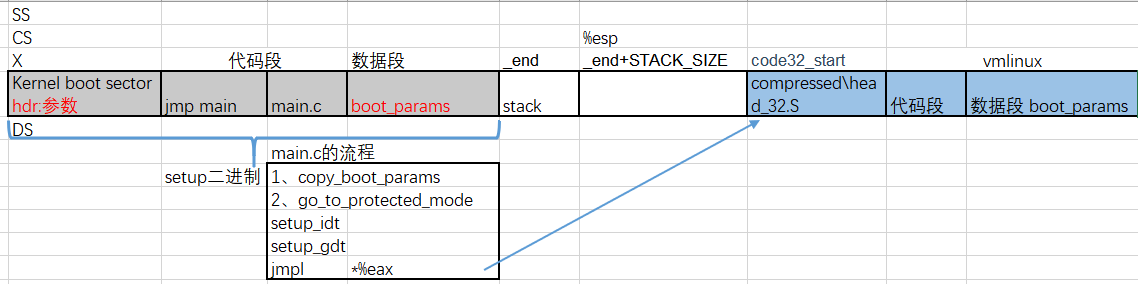 SS
CS %esp
X 代码段 数据段 _end _end+STACK_SIZE code32_start vmlinux
Kernel boot sector compressed\hea
hdr:参数 jmp main main.c boot_params stack d_32.S 代码段 数据段 boot_params
DS
main.c的流程
setup二进制 1、copy_boot_params
2、go_to_protected_mode
setup_idt
setup_gdt
jmpl *%eax